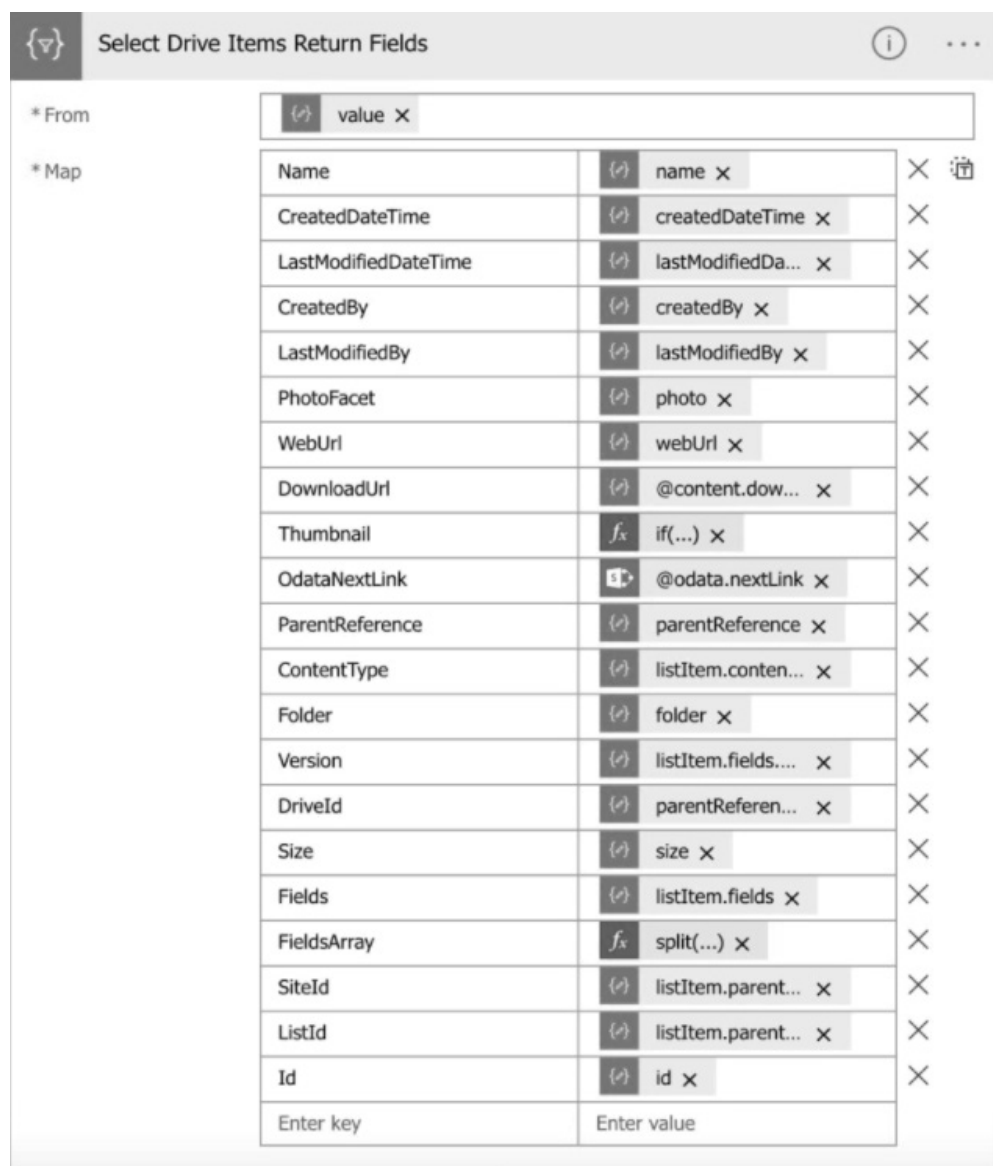 Select Drive Items Return Fields
* From value
* Map Name name
CreatedDateTime createdDateTime
LastModifiedDateTime lastModifiedDa...
CreatedBy createdBy
LastModifiedBy lastModifiedBy
PhotoFacet photo
WebUrl webUrl
DownloadUrl @content.dow...
Thumbnail fx if(...)
OdataNextLink S @odata.nextLink
ParentReference parentReference
ContentType listItem.conten...
Folder folder
Version listItem.fields....
DriveId parentReferen...
Size size
Fields listItem.fields
FieldsArray fx split(...)
SiteId listItem.parent...
ListId listItem.parent...
Id id
Enter key Enter value